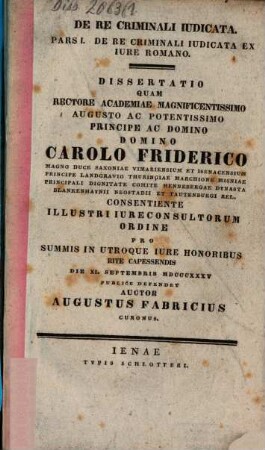 Diss 2063/1
DE RE CRIMINALI IUDICATA.
PARS I. DE RE CRIMINALI IUDICATA EX
IURE ROMANO.
DISSERTATIO
QUAM
RECTORE ACADEMIAE MAGNIFICENTISSIMO
AUGUSTO AC POTENTISSIMO
PRINCIPE AC DOMINO
DOMINO
CAROLO FRIDERICO
MAGNO DUCE SAXONIAE VIMARIENSIUM ET ISENACENSIUM
PRINCIPE LANDGRAVIO THURINGIAE MARCHIONE MISNIAE
PRINCIPALI DIGNITATE COMITE HENNEBERGAE DYNASTA
BLANKENHAYNII NEOSTADII ET TAUTENBURGI REL.
CONSENTIENTE
ILLUSTRI IURECONSULTORUM
ORDINE
PRO
SUMMIS IN UTROQUE IURE HONORIBUS
RITE CAPESSENDIS
DIE XI. SEPTEMBRIS MDCCCXXXV
PUBLICE DEFENDET
AUCTOR
AUGUSTUS FABRICIUS
CURONUS.
IENAE
TYPIS SCHLOTTERI.